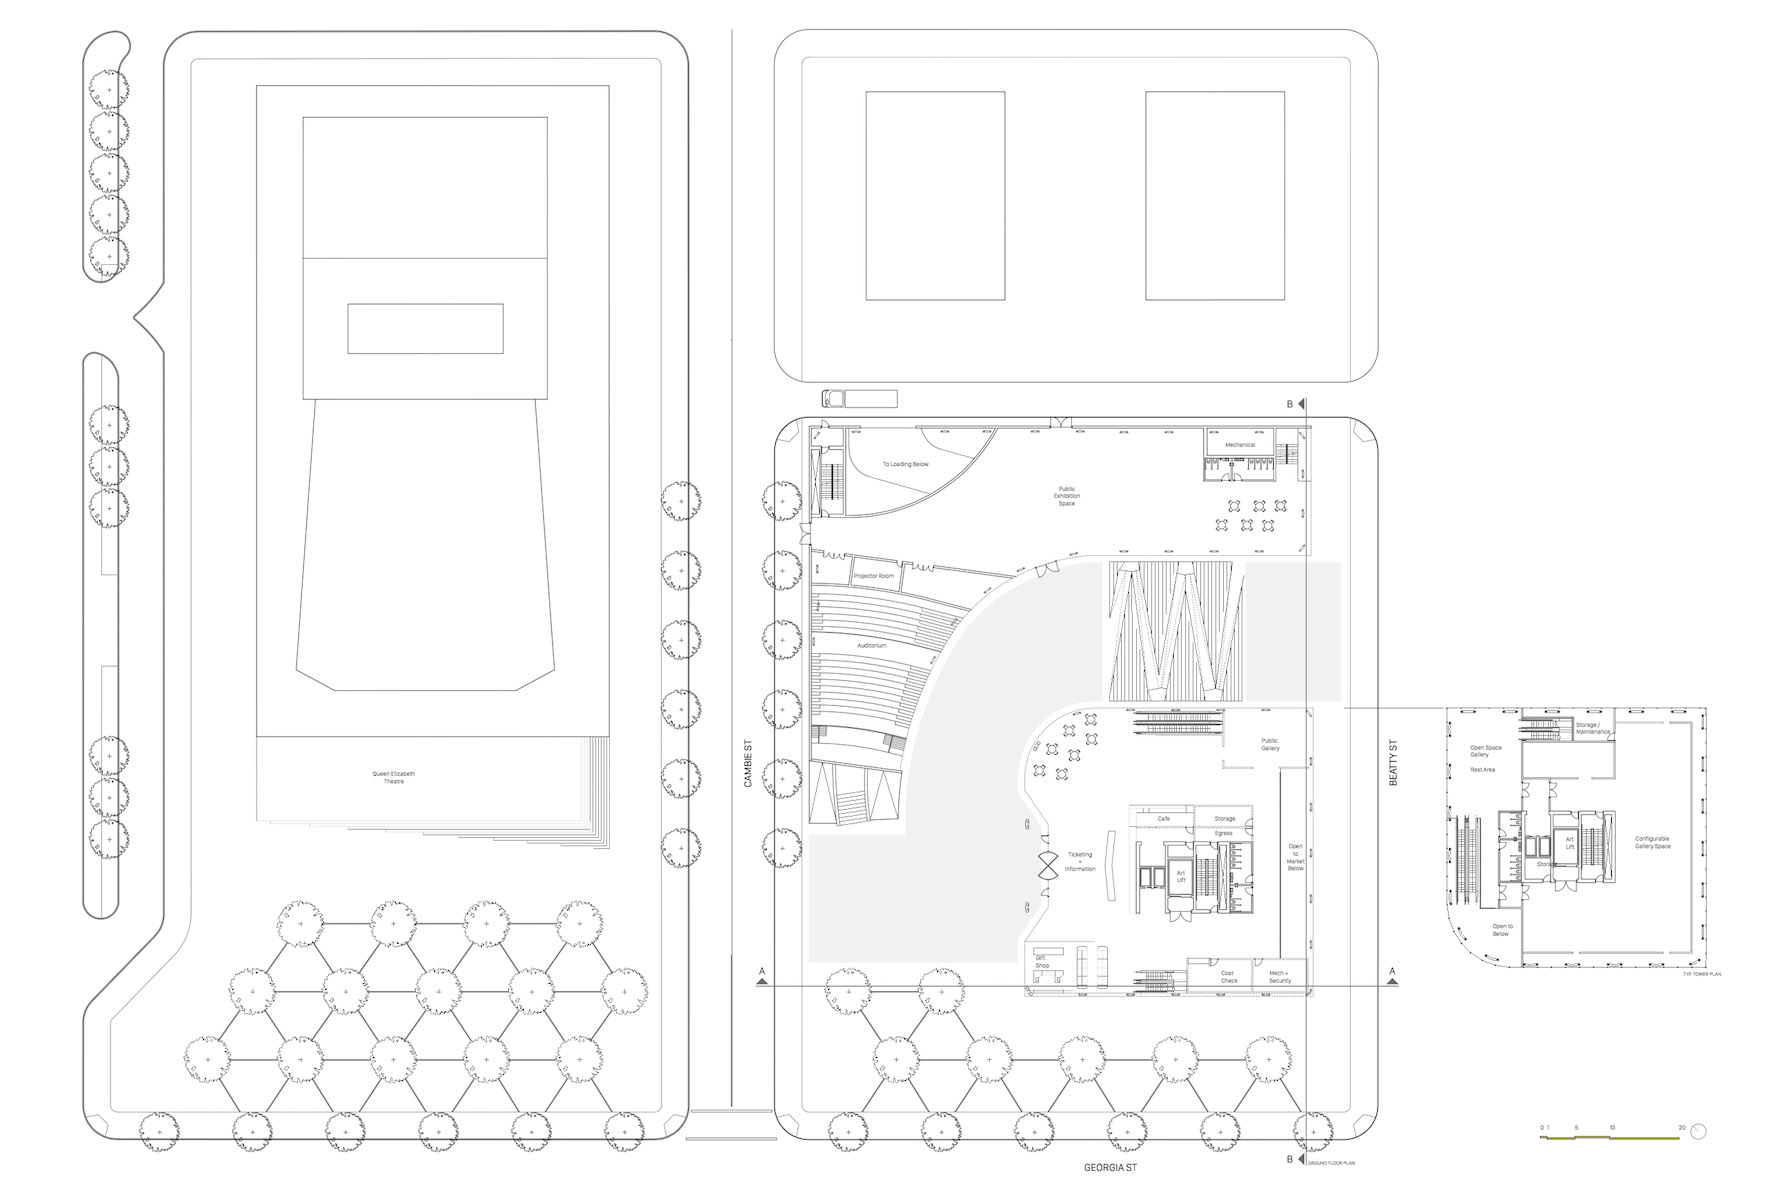 B
Mechanical
To Loading Below
Public
Exhibition
Space
Projector Room
Auditorium
Queen Elizabeth
Theatre
CAMBIE ST
BEATTY ST
Public
Gallery
Cafe
Storage
Egress
Ticketing
+
Information
Art
Lift
Open
to
Market
Below
Gift
Shop
Coat
Check
Mech +
Security
A
A
Storage /
Maintenance
Open Space
Gallery
Rest Area
Art
Lift
Storage
Configurable
Gallery Space
Open to
Below
TYP. TOWER PLAN
0 1 5 10 20
B
GROUND FLOOR PLAN
GEORGIA ST